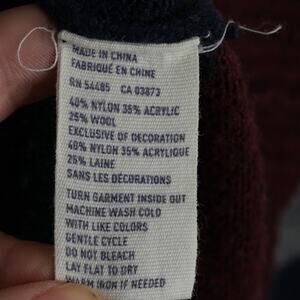 MADE IN CHINA
FABRIQUÉ EN CHINE
RN 54485 CA 03873
40% NYLON 35% ACRYLIC
25% WOOL
EXCLUSIVE OF DECORATION
40% NYLON 35% ACRYLIQUE
25% LAINE
SANS LES DÉCORATIONS
TURN GARMENT INSIDE OUT
MACHINE WASH COLD
WITH LIKE COLORS
GENTLE CYCLE
DO NOT BLEACH
LAY FLAT TO DRY
WARM IRON IF NEEDED